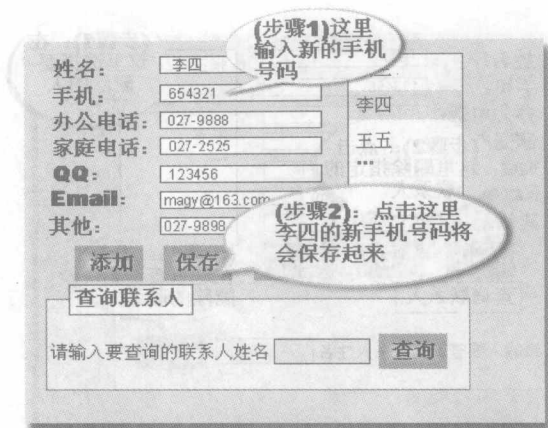 (步骤1)这里
输入新的手机
号码
姓名: 李四
手机: 654321
办公电话: 027-9888
家庭电话: 027-2525
QQ: 123456
Email: magy@163.com
其他: 027-9898
李四
王五
...
(步骤2): 点击这里
李四的新手机号码将
会保存起来
添加 保存
查询联系人
请输入要查询的联系人姓名 查询